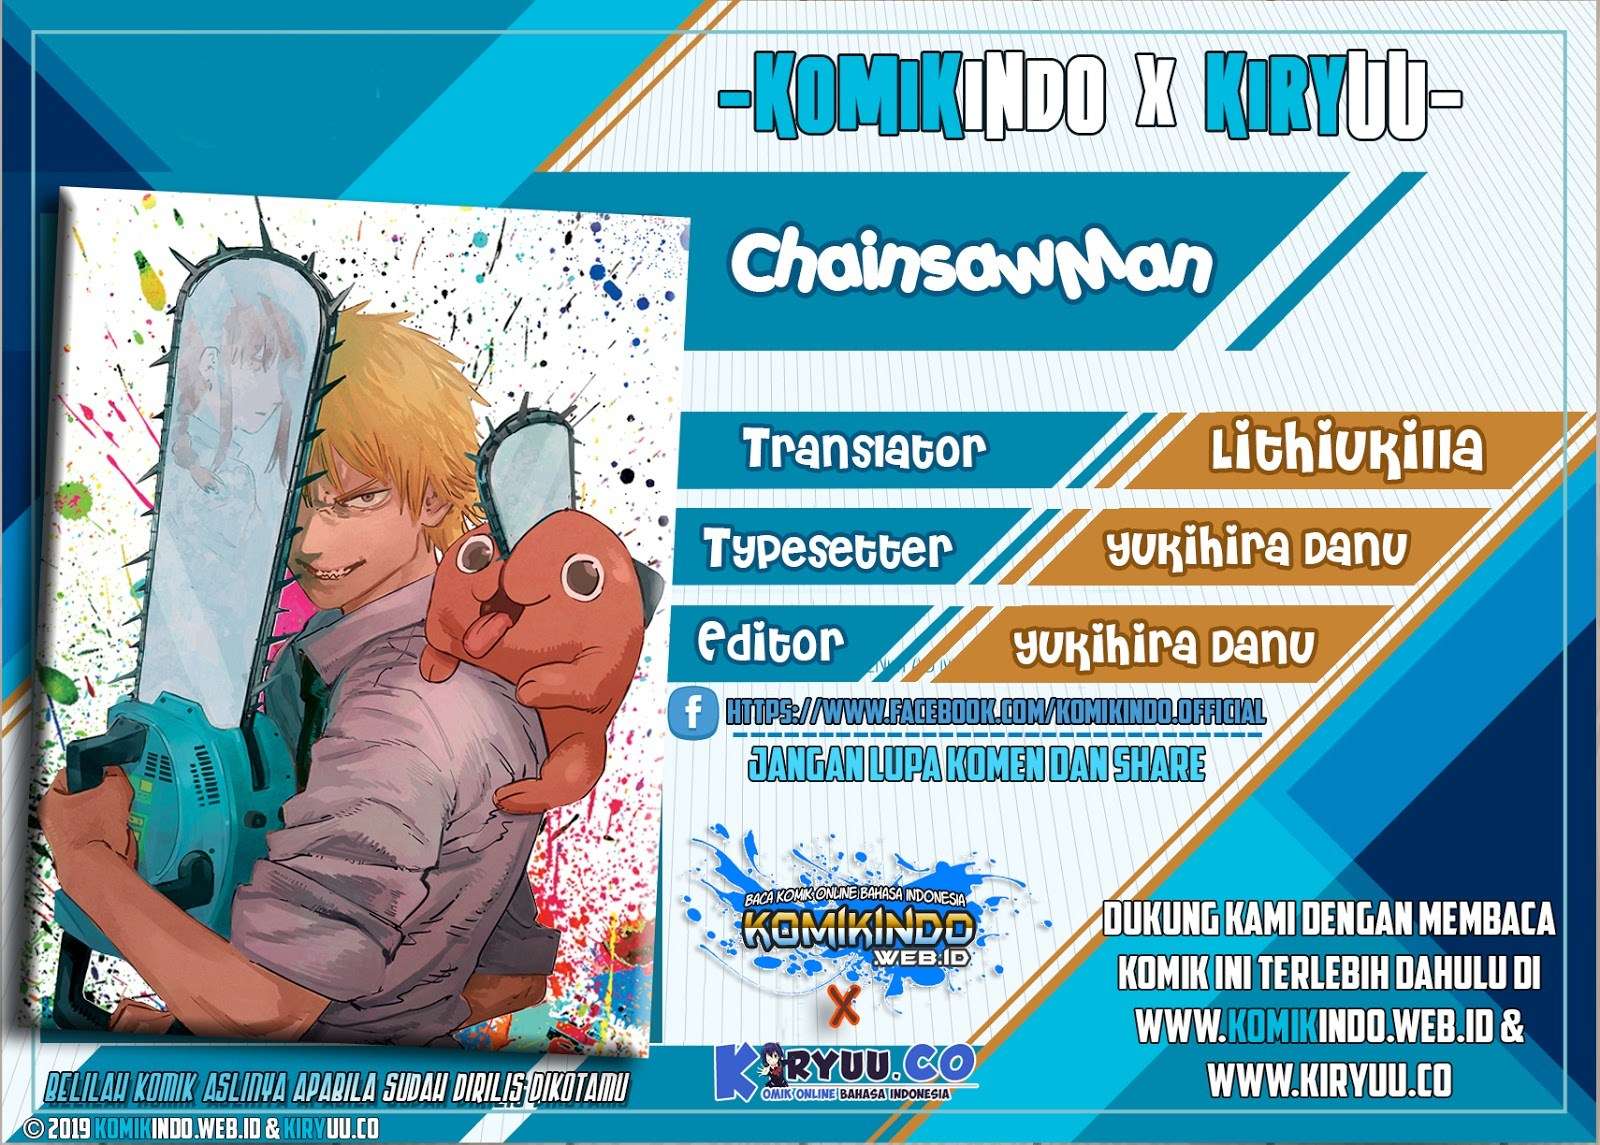 -KOMIKINDO X KIRYUU-
ChainsawMan
Translator
Lithiukilla
Typesetter
Yukihira Danu
Editor
Yukihira Danu
f HTTPS://WWW.FACEBOOK.COM/KOMIKINDO.OFFICIAL
JANGAN LUPA KOMEN DAN SHARE
BACA KOMIK ONLINE BAHASA INDONESIA
KOMIKINDO
.WEB.ID
X
KIRYUU.CO
OMIK ONLINE BAHASA INDONESIA
DUKUNG KAMI DENGAN MEMBACA
KOMIK INI TERLEBIH DAHULU DI
WWW.KOMIKINDO.WEB.ID &
WWW.KIRYUU.CO
BELILAH KOMIK ASLINYA APABILA SUDAH DIRILIS DIKOTAMU
© 2019 KOMIKINDO.WEB.ID & KIRYUU.CO